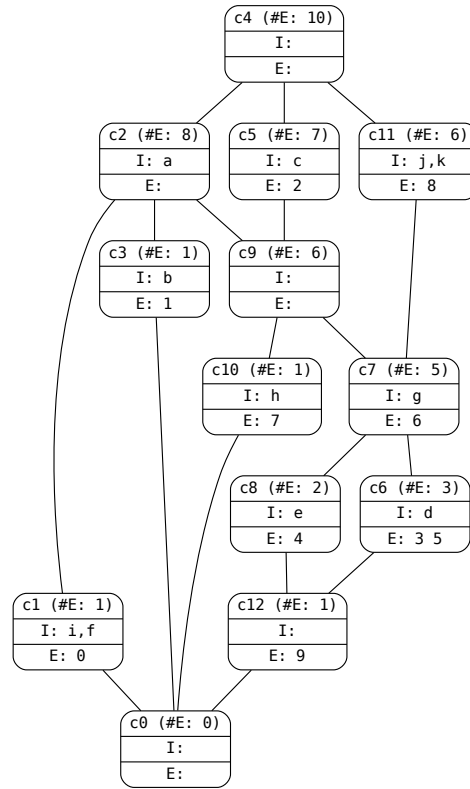 c4 (#E: 10)
I:
E:
c2 (#E: 8)
I: a
E:
c5 (#E: 7)
I: c
E: 2
c11 (#E: 6)
I: j,k
E: 8
c3 (#E: 1)
I: b
E: 1
c9 (#E: 6)
I:
E:
c10 (#E: 1)
I: h
E: 7
c7 (#E: 5)
I: g
E: 6
c8 (#E: 2)
I: e
E: 4
c6 (#E: 3)
I: d
E: 3 5
c1 (#E: 1)
I: i,f
E: 0
c12 (#E: 1)
I:
E: 9
c0 (#E: 0)
I:
E: